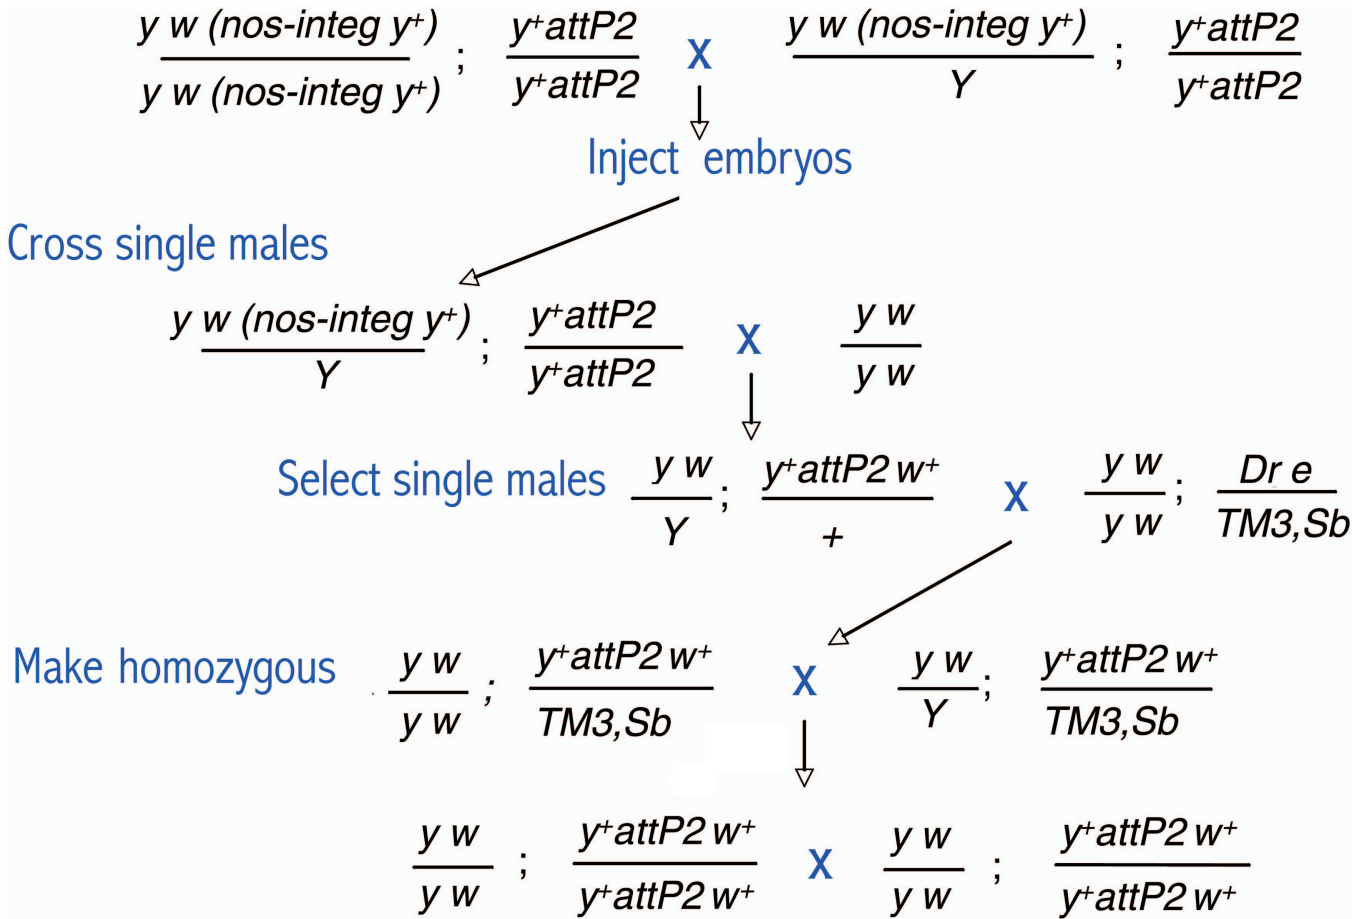 y w (nos-integ y⁺) ; y⁺attP2 X y w (nos-integ y⁺) ; y⁺attP2
y w (nos-integ y⁺) y⁺attP2 Y y⁺attP2
Inject embryos
Cross single males
y w (nos-integ y⁺) ; y⁺attP2 X y w
Y y⁺attP2 y w
Select single males y w ; y⁺attP2 w⁺ X y w ; Dr e
Y + y w TM3,Sb
Make homozygous y w ; y⁺attP2 w⁺ X y w ; y⁺attP2 w⁺
y w TM3,Sb Y TM3,Sb
y w ; y⁺attP2 w⁺ X y w ; y⁺attP2 w⁺
y w y⁺attP2 w⁺ y w y⁺attP2 w⁺